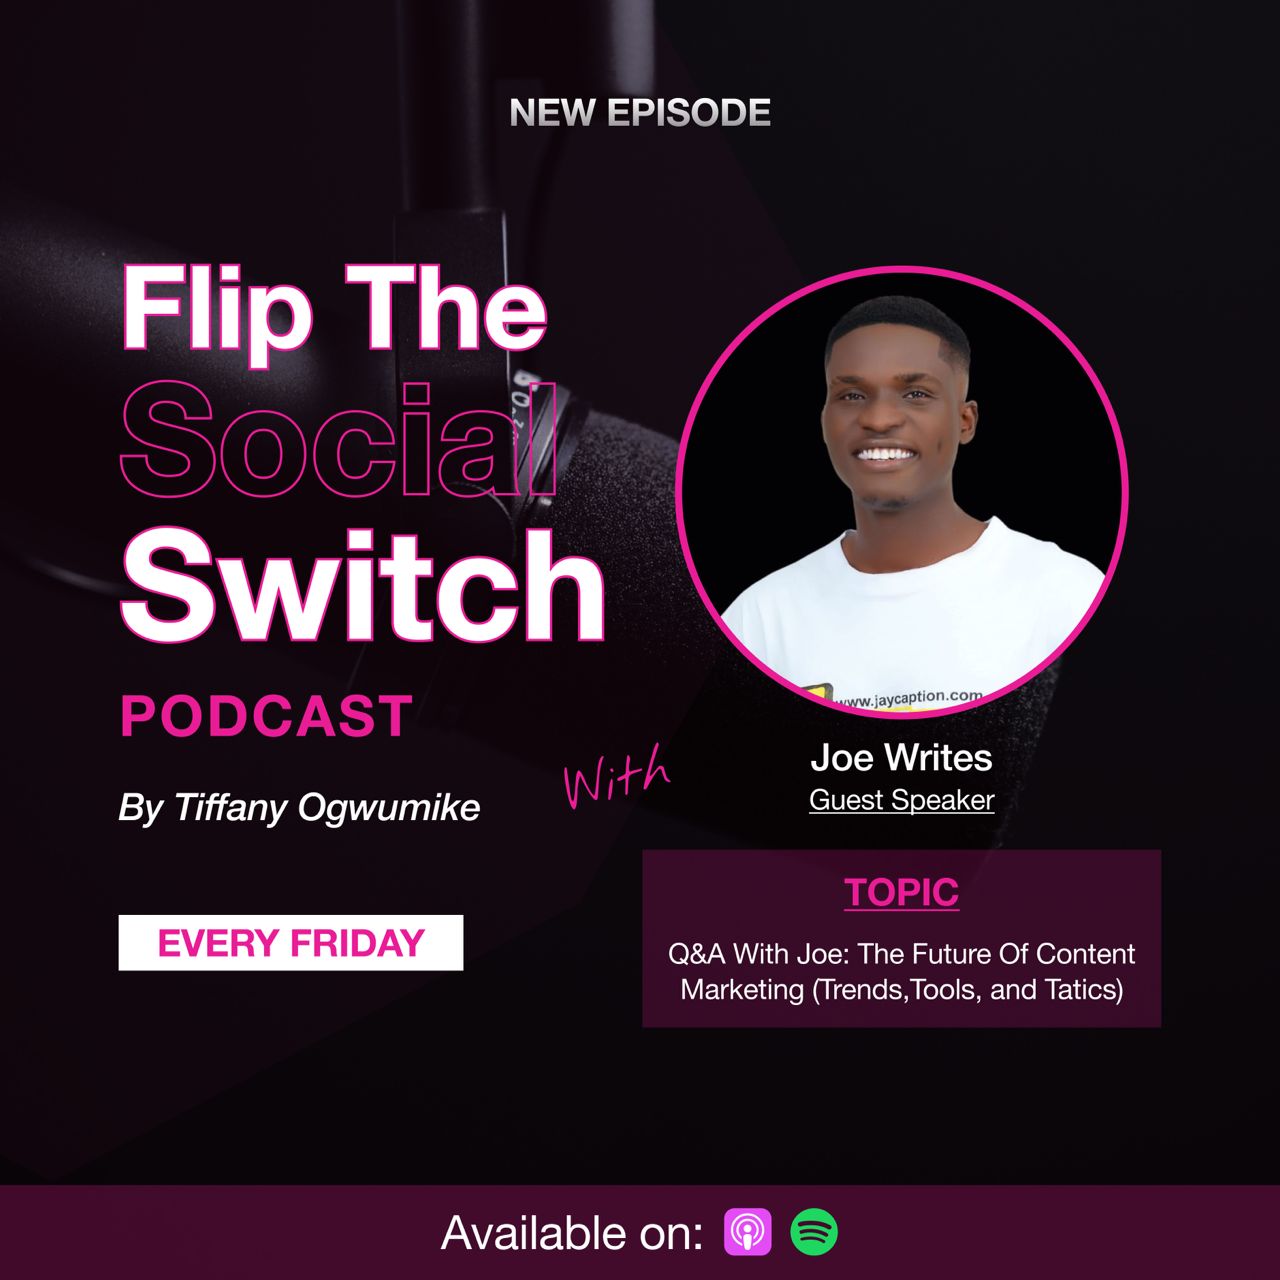 NEW EPISODE
Flip The
Social
Switch
PODCAST
By Tiffany Ogwumike
With
EVERY FRIDAY
www.jaycaption.com
Joe Writes
Guest Speaker
TOPIC
Q&A With Joe: The Future Of Content
Marketing (Trends,Tools, and Tatics)
Available on: